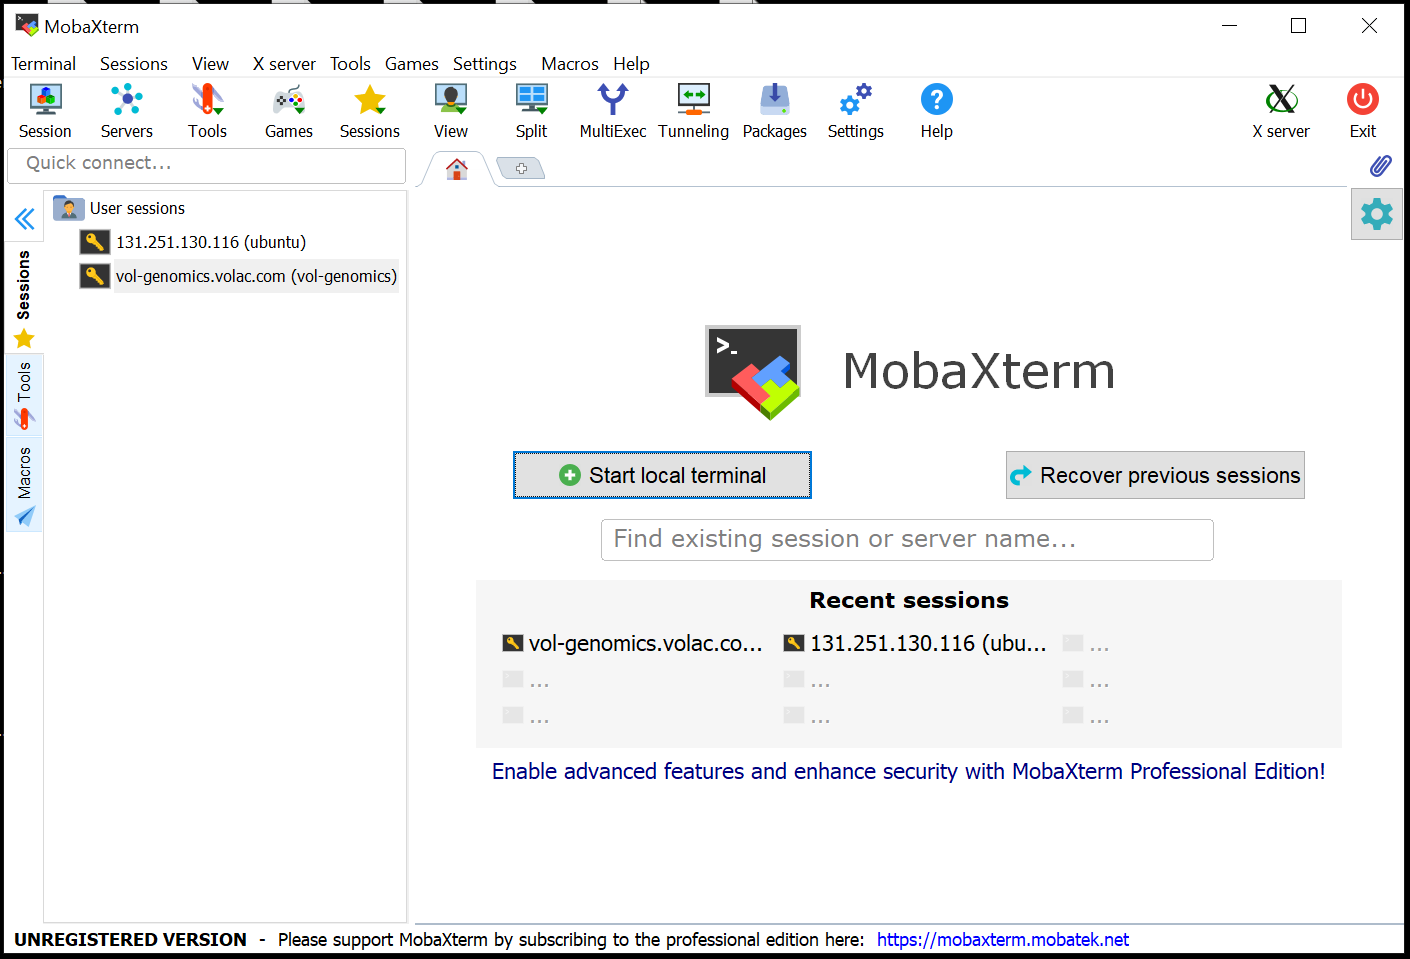 MobaXterm
Terminal Sessions View X server Tools Games Settings Macros Help
Session Servers Tools Games Sessions View Split MultiExec Tunneling Packages Settings Help X server Exit
Quick connect...
User sessions
131.251.130.116 (ubuntu)
vol-genomics.volac.com (vol-genomics)
Sessions
Tools
Macros
>_
MobaXterm
Start local terminal Recover previous sessions
Find existing session or server name...
Recent sessions
vol-genomics.volac.co... 131.251.130.116 (ubu... ...
... ... ...
... ... ...
Enable advanced features and enhance security with MobaXterm Professional Edition!
UNREGISTERED VERSION - Please support MobaXterm by subscribing to the professional edition here: https://mobaxterm.mobatek.net